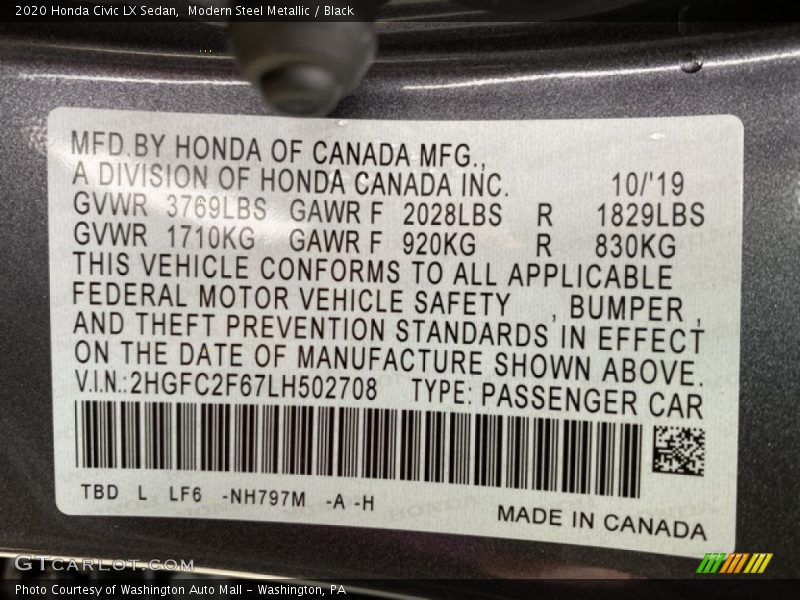 2020 Honda Civic LX Sedan, Modern Steel Metallic / Black
MFD.BY HONDA OF CANADA MFG.,
A DIVISION OF HONDA CANADA INC. 10/'19
GVWR 3769LBS GAWR F 2028LBS R 1829LBS
GVWR 1710KG GAWR F 920KG R 830KG
THIS VEHICLE CONFORMS TO ALL APPLICABLE
FEDERAL MOTOR VEHICLE SAFETY , BUMPER ,
AND THEFT PREVENTION STANDARDS IN EFFECT
ON THE DATE OF MANUFACTURE SHOWN ABOVE.
V.I.N.:2HGFC2F67LH502708 TYPE: PASSENGER CAR
TBD L LF6 -NH797M -A -H
MADE IN CANADA
GTCARLOT.COM
Photo Courtesy of Washington Auto Mall - Washington, PA